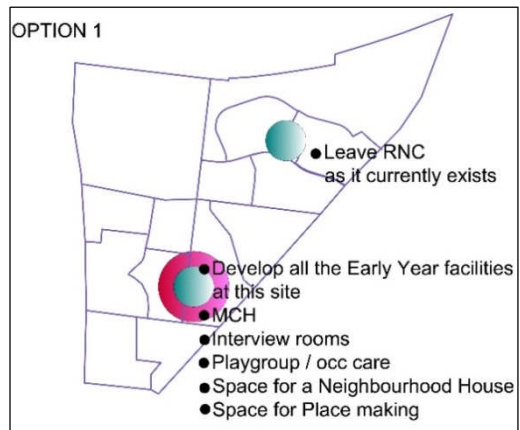 OPTION 1
●Leave RNC
as it currently exists
●Develop all the Early Year facilities
at this site
●MCH
●Interview rooms
●Playgroup / occ care
●Space for a Neighbourhood House
●Space for Place making